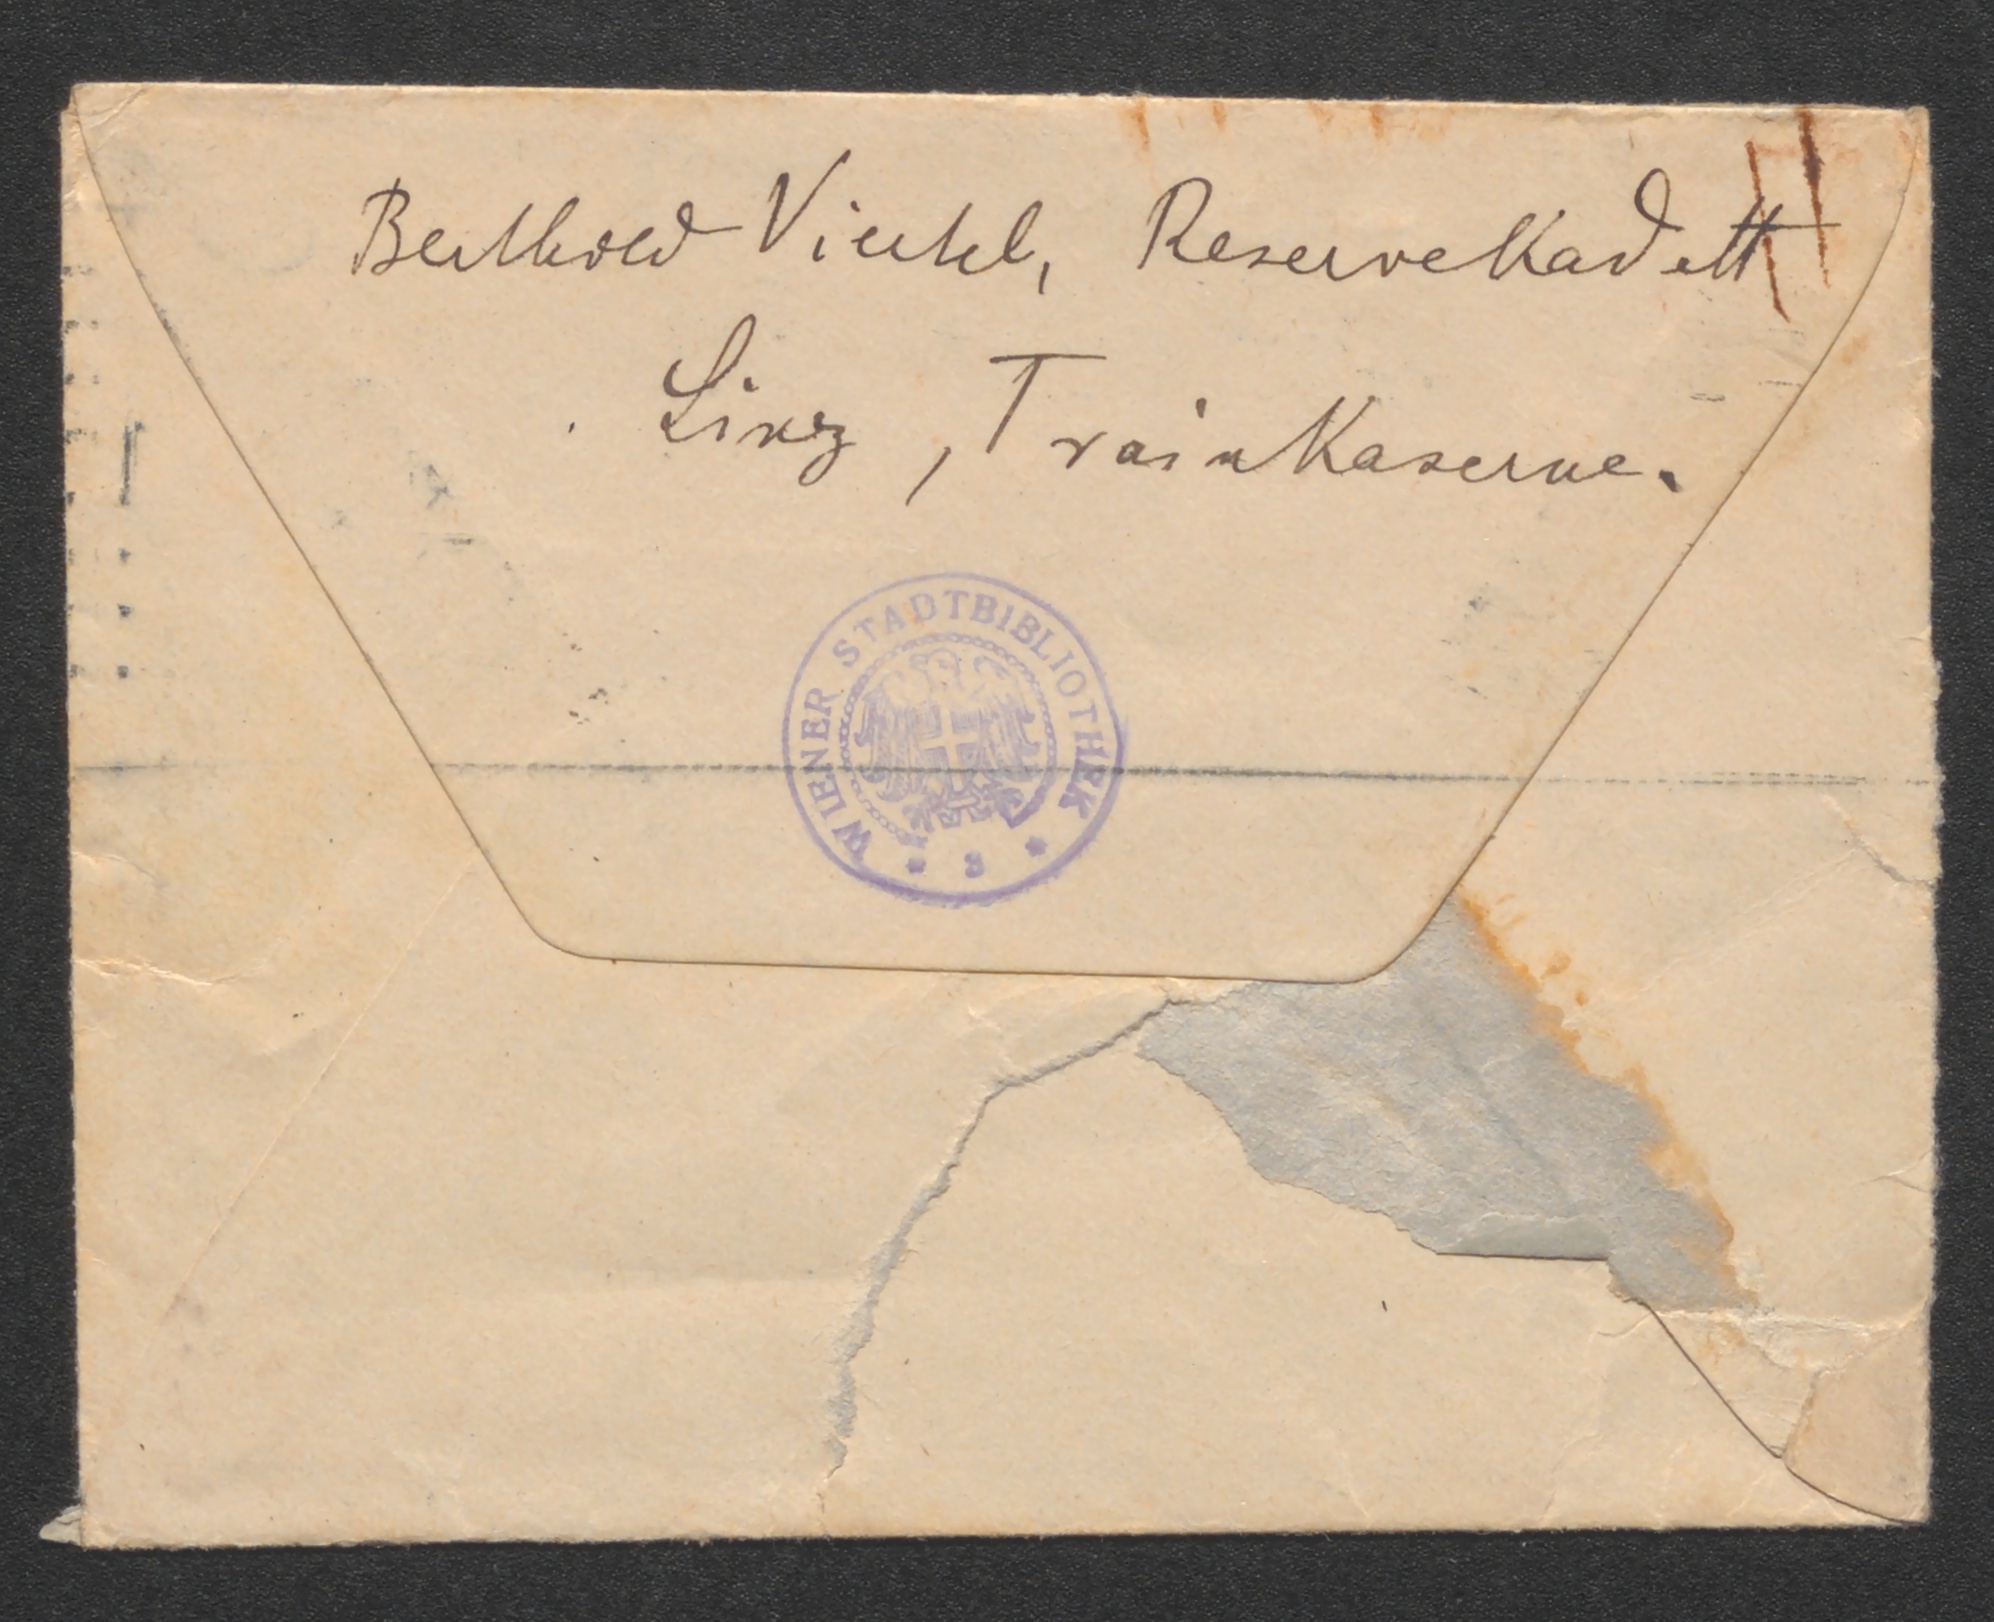 Berthold Viertel, Reservekadett
Linz, Trainkaserne.
WIENER STADTBIBLIOTHEK